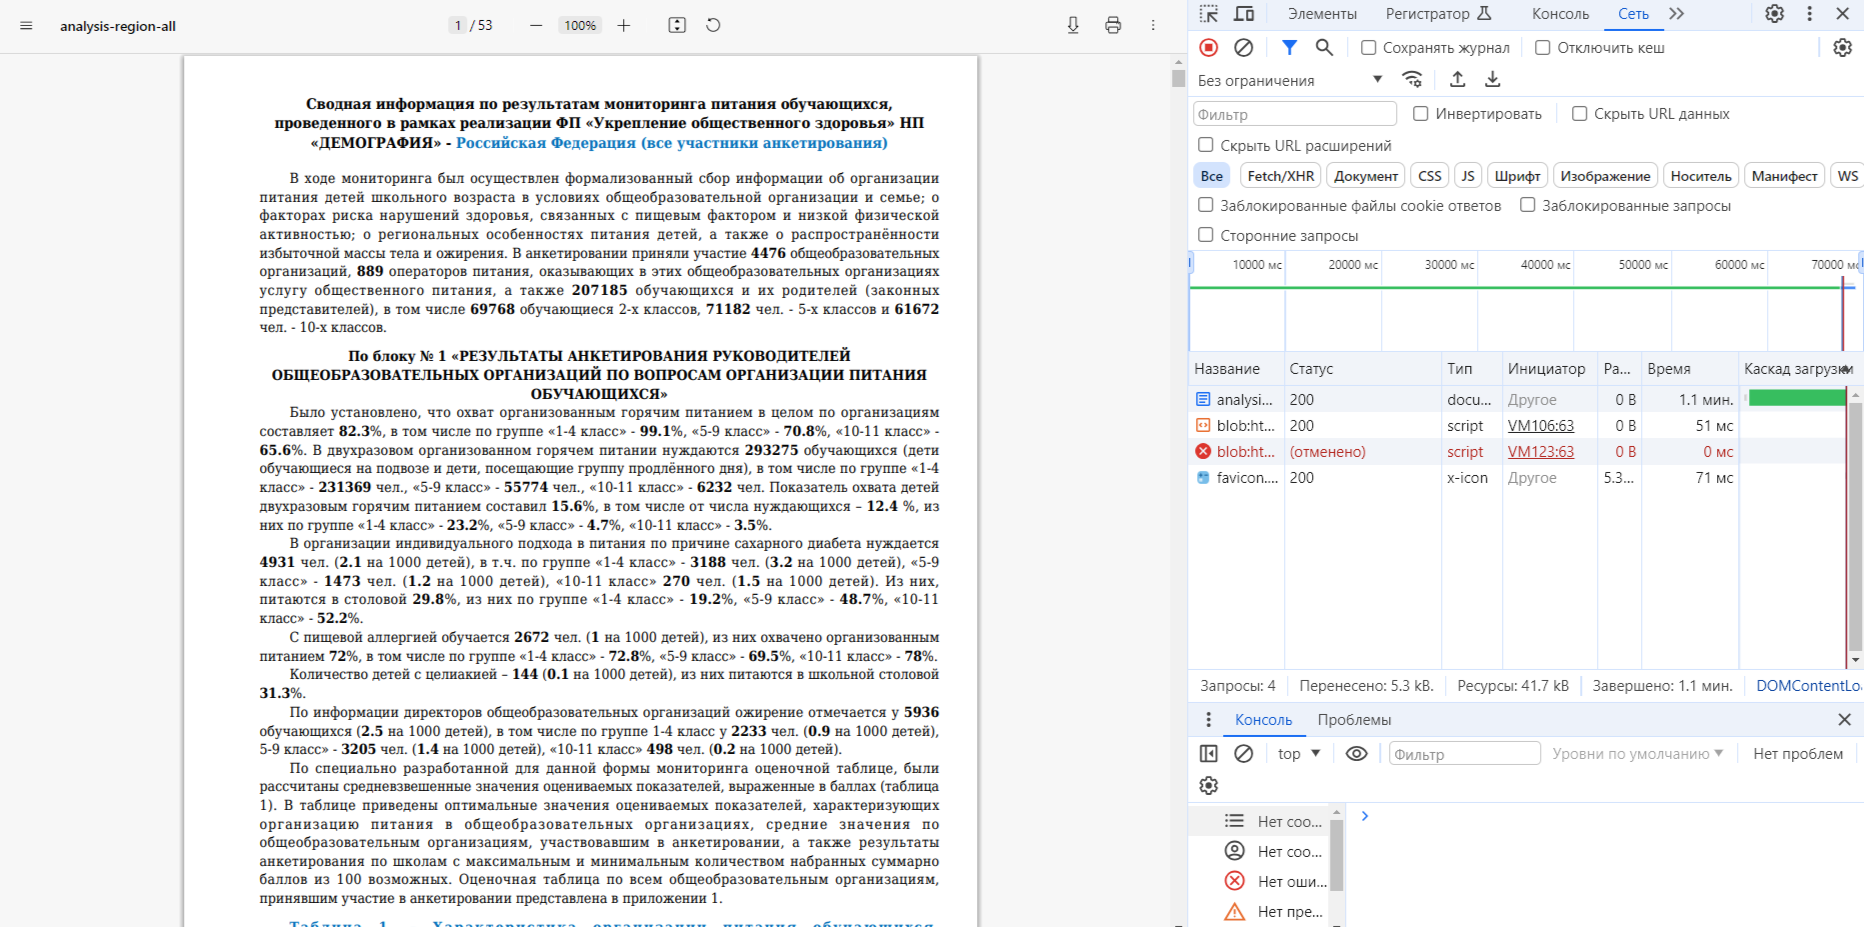 analysis-region-all
1 / 53
100%
Сводная информация по результатам мониторинга питания обучающихся,
проведенного в рамках реализации ФП «Укрепление общественного здоровья» НП
«ДЕМОГРАФИЯ» - Российская Федерация (все участники анкетирования)
В ходе мониторинга был осуществлен формализованный сбор информации об организации
питания детей школьного возраста в условиях общеобразовательной организации и семье; о
факторах риска нарушений здоровья, связанных с пищевым фактором и низкой физической
активностью; о региональных особенностях питания детей, а также о распространённости
избыточной массы тела и ожирения. В анкетировании приняли участие 4476 общеобразовательных
организаций, 889 операторов питания, оказывающих в этих общеобразовательных организациях
услугу общественного питания, а также 207185 обучающихся и их родителей (законных
представителей), в том числе 69768 обучающиеся 2-х классов, 71182 чел. - 5-х классов и 61672
чел. - 10-х классов.
По блоку № 1 «РЕЗУЛЬТАТЫ АНКЕТИРОВАНИЯ РУКОВОДИТЕЛЕЙ
ОБЩЕОБРАЗОВАТЕЛЬНЫХ ОРГАНИЗАЦИЙ ПО ВОПРОСАМ ОРГАНИЗАЦИИ ПИТАНИЯ
ОБУЧАЮЩИХСЯ»
Было установлено, что охват организованным горячим питанием в целом по организациям
составляет 82.3%, в том числе по группе «1-4 класс» - 99.1%, «5-9 класс» - 70.8%, «10-11 класс» -
65.6%. В двухразовом организованном горячем питании нуждаются 293275 обучающихся (дети
обучающиеся на подвозе и дети, посещающие группу продлённого дня), в том числе по группе «1-4
класс» - 231369 чел., «5-9 класс» - 55774 чел., «10-11 класс» - 6232 чел. Показатель охвата детей
двухразовым горячим питанием составил 15.6%, в том числе от числа нуждающихся – 12.4 %, из
них по группе «1-4 класс» - 23.2%, «5-9 класс» - 4.7%, «10-11 класс» - 3.5%.
В организации индивидуального подхода в питания по причине сахарного диабета нуждается
4931 чел. (2.1 на 1000 детей), в т.ч. по группе «1-4 класс» - 3188 чел. (3.2 на 1000 детей), «5-9
класс» - 1473 чел. (1.2 на 1000 детей), «10-11 класс» 270 чел. (1.5 на 1000 детей). Из них,
питаются в столовой 29.8%, из них по группе «1-4 класс» - 19.2%, «5-9 класс» - 48.7%, «10-11
класс» - 52.2%.
С пищевой аллергией обучается 2672 чел. (1 на 1000 детей), из них охвачено организованным
питанием 72%, в том числе по группе «1-4 класс» - 72.8%, «5-9 класс» - 69.5%, «10-11 класс» - 78%.
Количество детей с целиакией – 144 (0.1 на 1000 детей), из них питаются в школьной столовой
31.3%.
По информации директоров общеобразовательных организаций ожирение отмечается у 5936
обучающихся (2.5 на 1000 детей), в том числе по группе 1-4 класс у 2233 чел. (0.9 на 1000 детей),
5-9 класс» - 3205 чел. (1.4 на 1000 детей), «10-11 класс» 498 чел. (0.2 на 1000 детей).
По специально разработанной для данной формы мониторинга оценочной таблице, были
рассчитаны средневзвешенные значения оцениваемых показателей, выраженные в баллах (таблица
1). В таблице приведены оптимальные значения оцениваемых показателей, характеризующих
организацию питания в общеобразовательных организациях, средние значения по
общеобразовательным организациям, участвовавшим в анкетировании, а также результаты
анкетирования по школам с максимальным и минимальным количеством набранных суммарно
баллов из 100 возможных. Оценочная таблица по всем общеобразовательным организациям,
принявшим участие в анкетировании представлена в приложении 1.
Таблица 1 Характеристика организации питания обучающихся,
Элементы Регистратор Консоль Сеть
Сохранять журнал Отключить кеш
Без ограничения
Фильтр Инвертировать Скрыть URL данных
Скрыть URL расширений
Все Fetch/XHR Документ CSS JS Шрифт Изображение Носитель Манифест WS
Заблокированные файлы cookie ответов Заблокированные запросы
Сторонние запросы
10000 мс 20000 мс 30000 мс 40000 мс 50000 мс 60000 мс 70000 мс
Название Статус Тип Инициатор Ра... Время Каскад загрузки
analysi... 200 docu... Другое 0 B 1.1 мин.
blob:ht... 200 script VM106:63 0 B 51 мс
blob:ht... (отменено) script VM123:63 0 B 0 мс
favicon.... 200 x-icon Другое 5.3... 71 мс
Запросы: 4 Перенесено: 5.3 kB. Ресурсы: 41.7 kB Завершено: 1.1 мин. DOMContentLo
Консоль Проблемы
top Фильтр Уровни по умолчанию Нет проблем
Нет соо...
Нет соо...
Нет оши...
Нет пре...